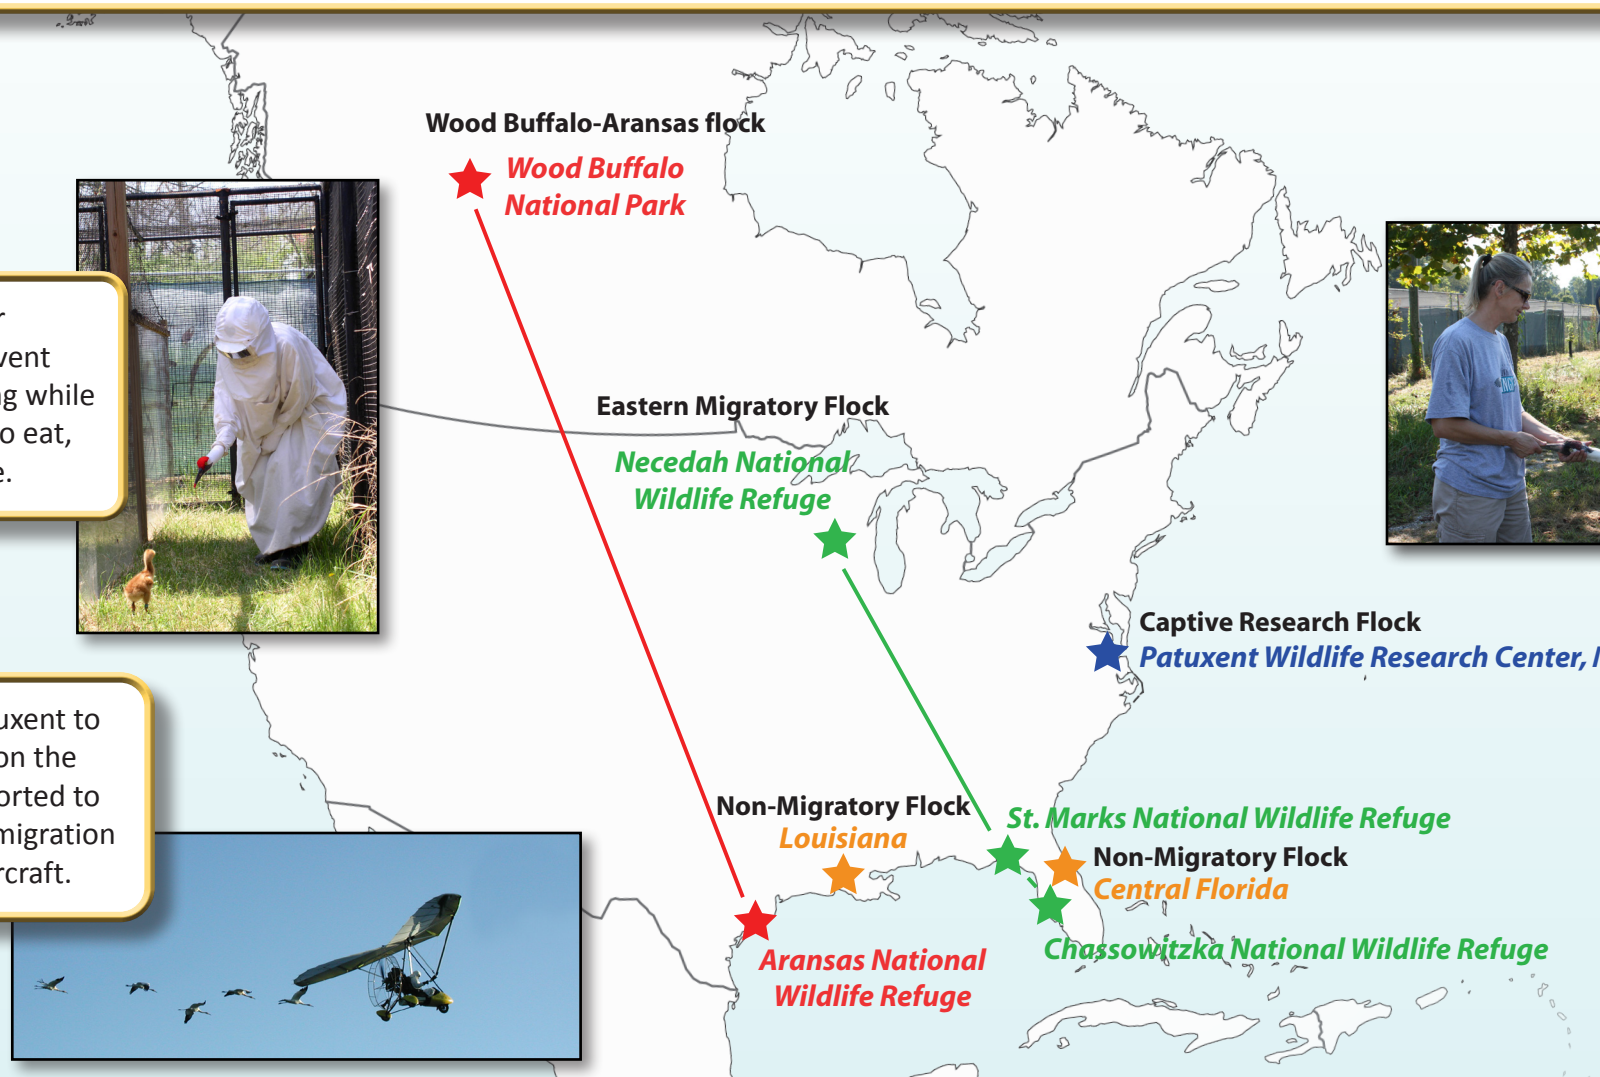 Wood Buffalo-Aransas flock
Wood Buffalo
National Park
vent
g while
o eat,
e.
Eastern Migratory Flock
Necedah National
Wildlife Refuge
Captive Research Flock
Patuxent Wildlife Research Center,
uxent to
on the
orted to
migration
rcraft.
Non-Migratory Flock
Louisiana
St. Marks National Wildlife Refuge
Non-Migratory Flock
Central Florida
Chassowitzka National Wildlife Refuge
Aransas National
Wildlife Refuge